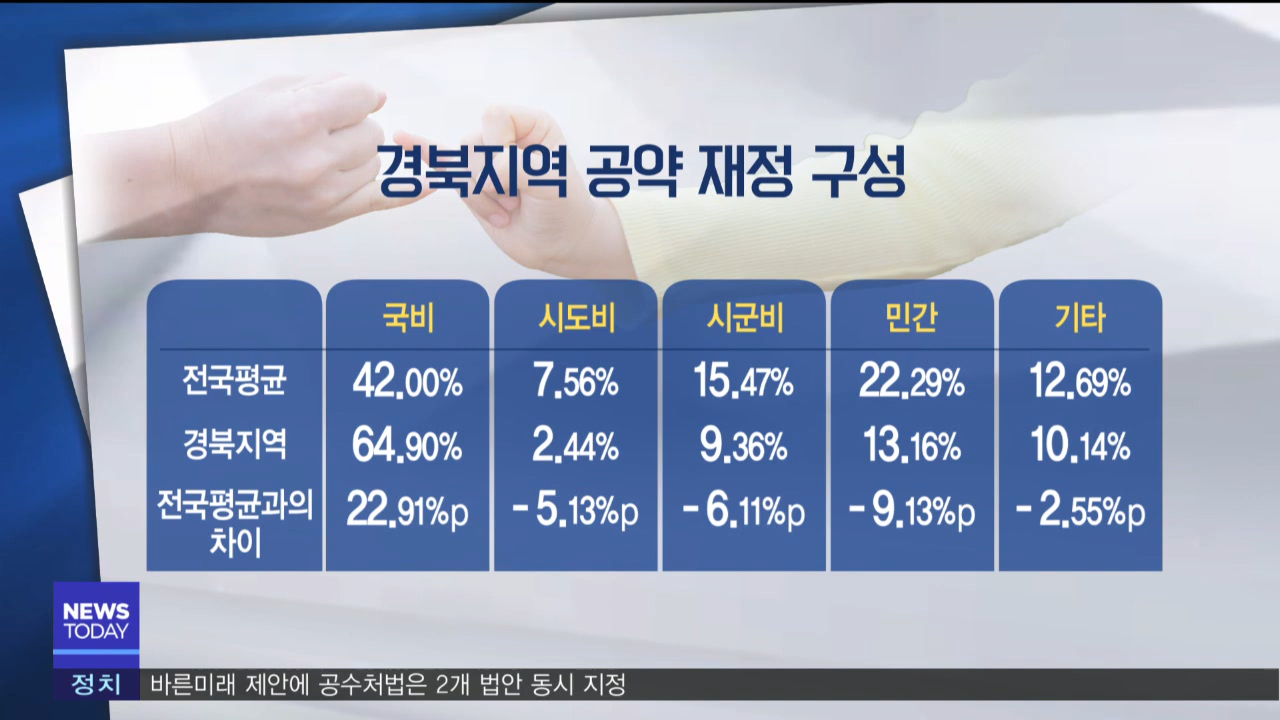 경북지역 공약 재정 구성
국비 시도비 시군비 민간 기타
전국평균 42.00% 7.56% 15.47% 22.29% 12.69%
경북지역 64.90% 2.44% 9.36% 13.16% 10.14%
전국평균과의 22.91%p -5.13%p -6.11%p -9.13%p -2.55%p
차이
NEWS
TODAY
정치 바른미래 제안에 공수처법은 2개 법안 동시 지정